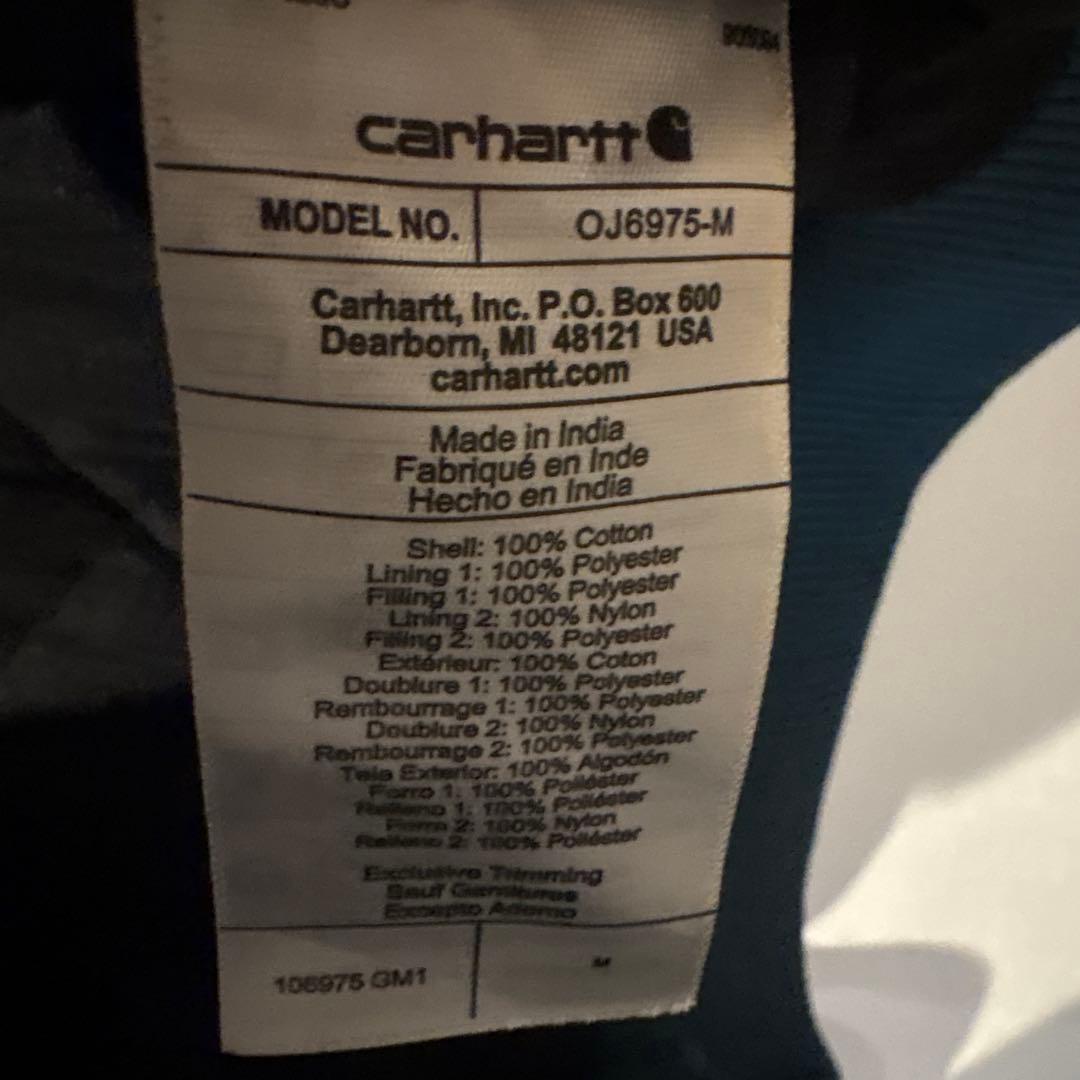 carhartt
MODEL NO. OJ6975-M
Carhartt, Inc. P.O. Box 600
Dearborn, MI 48121 USA
carhartt.com
Made in India
Fabriqué en Inde
Hecho en India
Shell: 100% Cotton
Lining 1: 100% Polyester
Filling 1: 100% Polyester
Lining 2: 100% Nylon
Filling 2: 100% Polyester
Extérieur: 100% Coton
Doublure 1: 100% Polyester
Rembourrage 1: 100% Polyester
Doublure 2: 100% Nylon
Rembourrage 2: 100% Polyester
Tela Exterior: 100% Algodón
Forro 1: 100% Poliéster
Relleno 1: 100% Poliéster
Forro 2: 100% Nylon
Relleno 2: 100% Poliéster
Exclusive Trimming
Sauf Garnitures
Excepto Adorno
106975 GM1 M